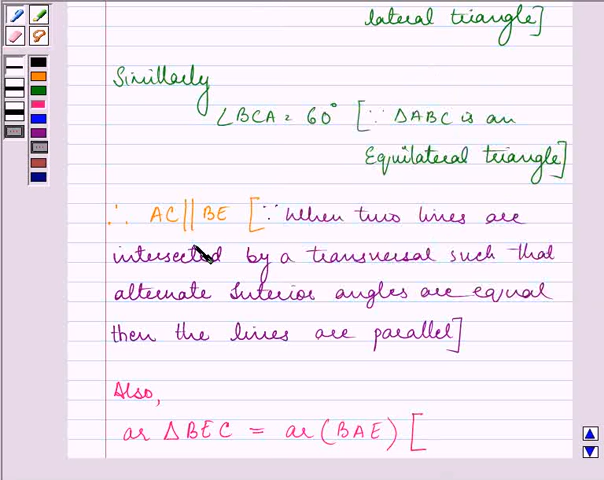 lateral triangle]
Simillarly
∠BCA = 60° [∵ ΔABC is an
Equilateral triangle]
∴ AC||BE [∵ When two lines are
intersected by a transversal such that
alternate Interior angles are equal
then the lines are parallel]
Also,
ar ΔBEC = ar(BAE) [